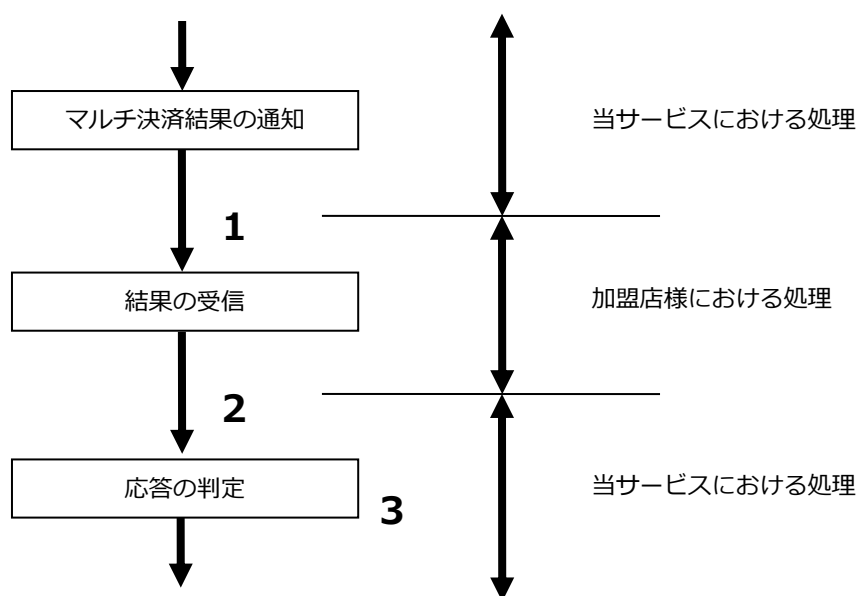 マルチ決済結果の通知
当サービスにおける処理
1
結果の受信
加盟店様における処理
2
応答の判定
3
当サービスにおける処理